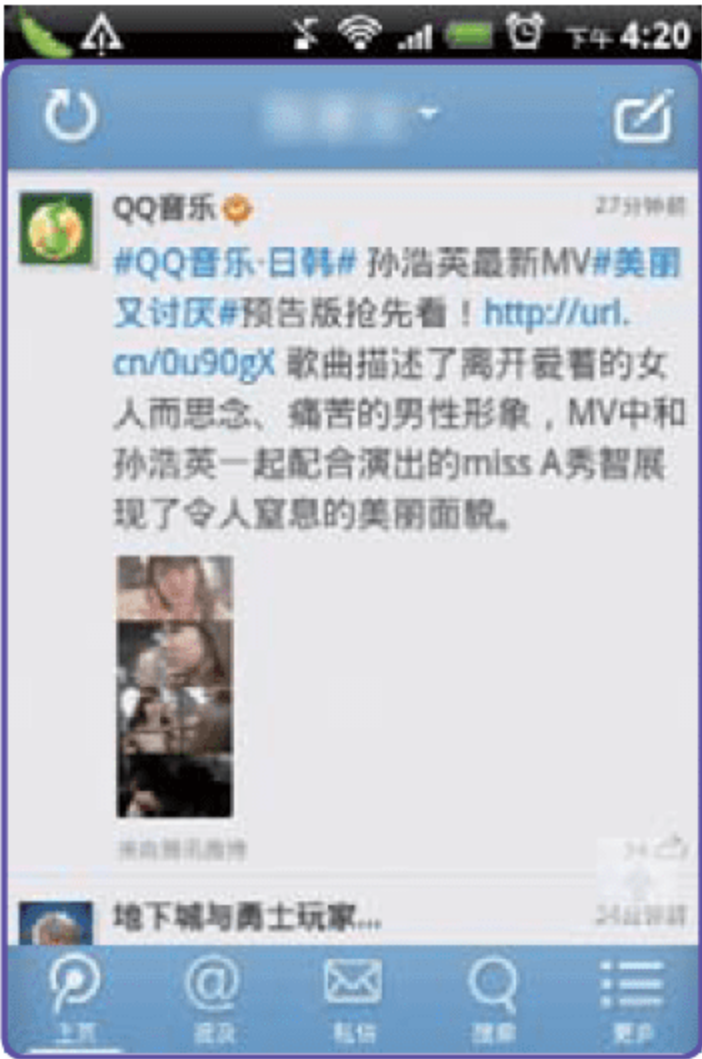 下午 4:20
QQ音乐
27分钟前
#QQ音乐·日韩# 孙浩英最新MV#美丽
又讨厌#预告版抢先看！http://url.
cn/0u90gX 歌曲描述了离开爱着的女
人而思念、痛苦的男性形象，MV中和
孙浩英一起配合演出的miss A秀智展
现了令人窒息的美丽面貌。
来自腾讯微博
地下城与勇士玩家...
上页 提及 私信 搜索 更多